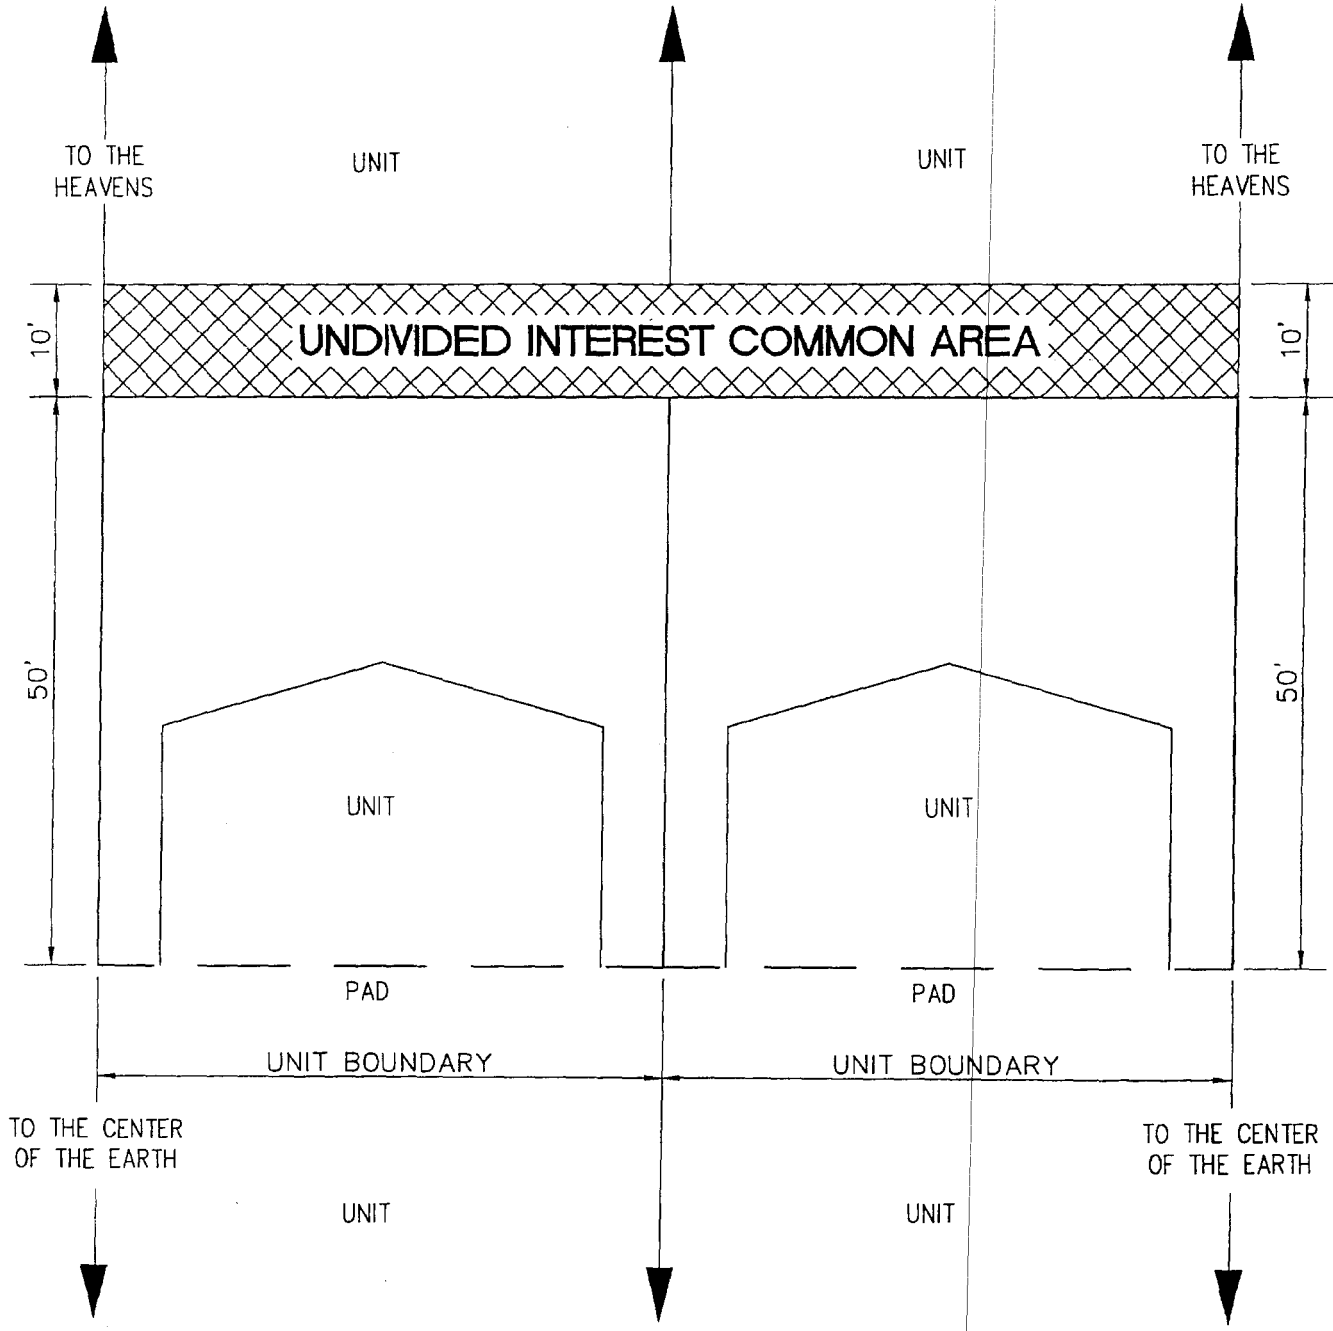 TO THE
HEAVENS
UNIT
UNIT
TO THE
HEAVENS
10'
UNDIVIDED INTEREST COMMON AREA
10'
50'
50'
UNIT
UNIT
PAD
PAD
UNIT BOUNDARY
UNIT BOUNDARY
TO THE CENTER
OF THE EARTH
TO THE CENTER
OF THE EARTH
UNIT
UNIT